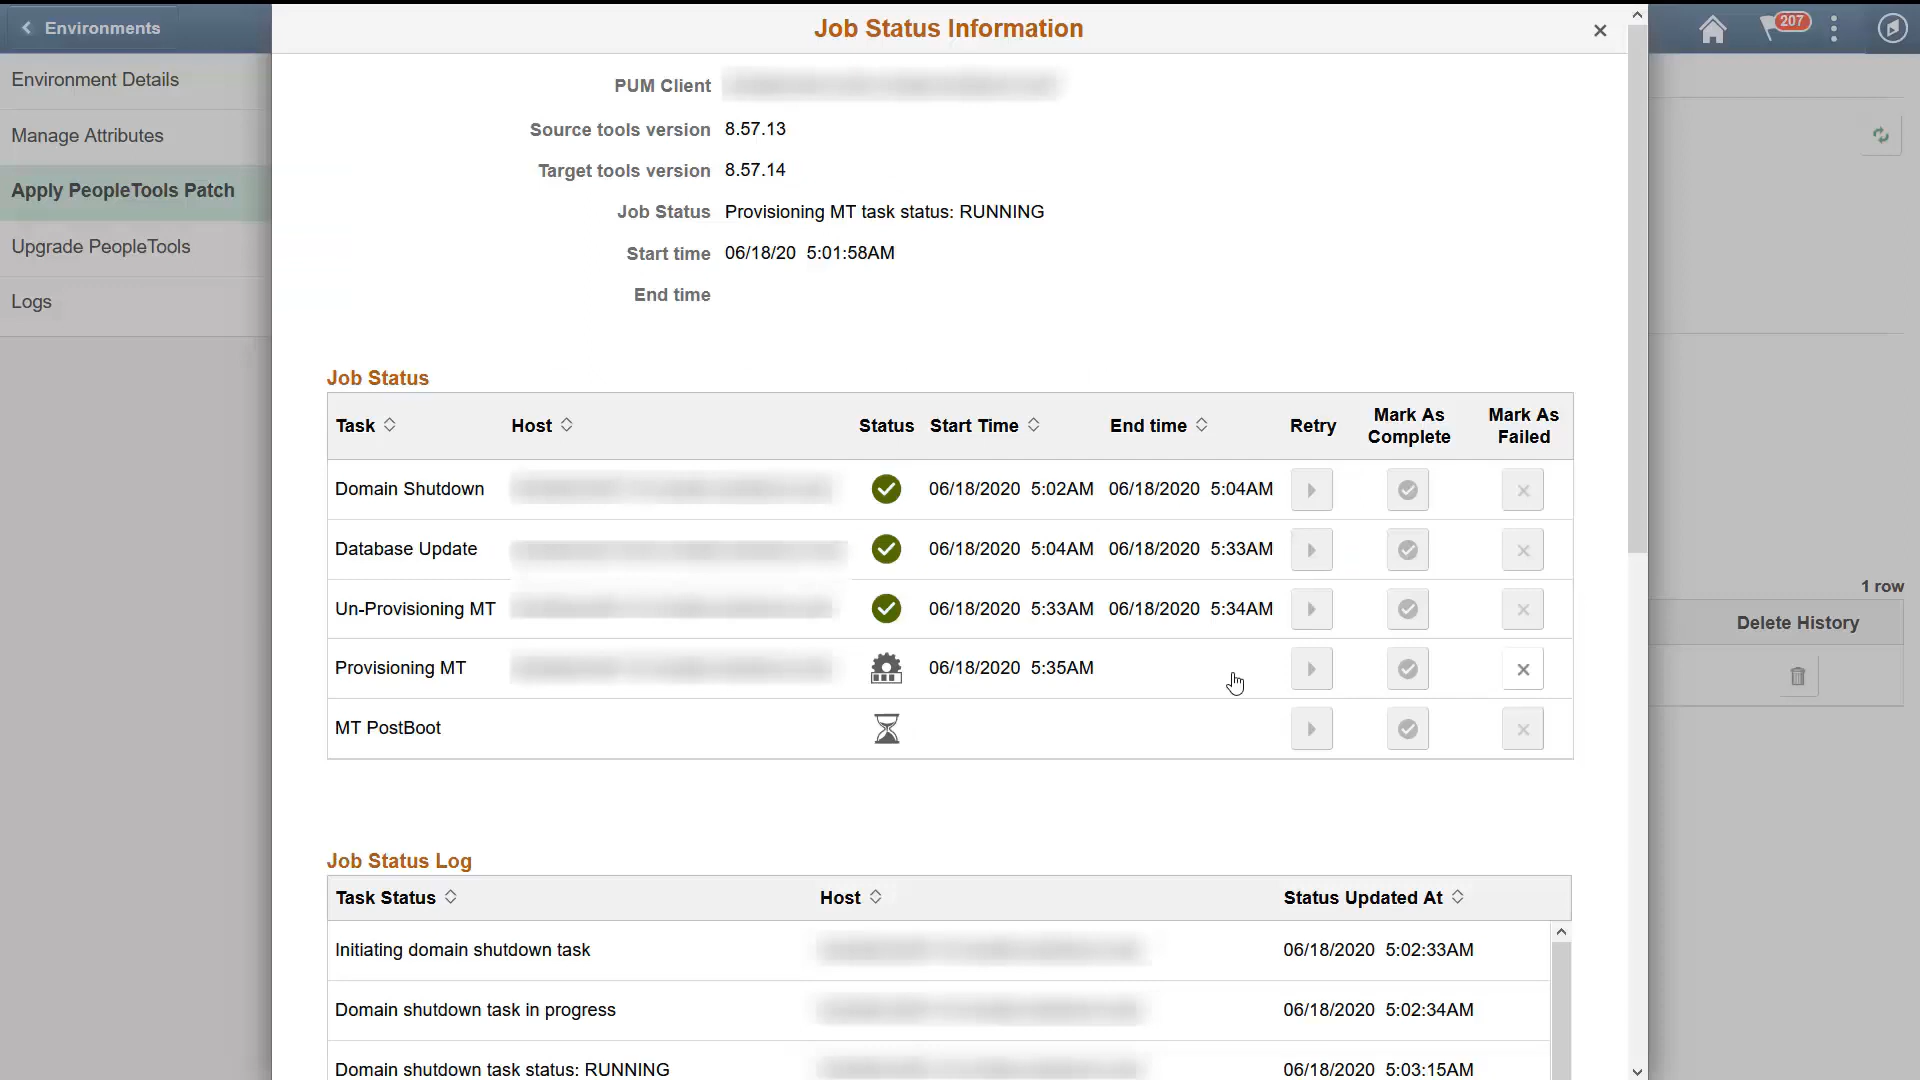 Environments
Job Status Information
207
Environment Details
Manage Attributes
Apply PeopleTools Patch
Upgrade PeopleTools
Logs
PUM Client
Source tools version 8.57.13
Target tools version 8.57.14
Job Status Provisioning MT task status: RUNNING
Start time 06/18/20 5:01:58AM
End time
Job Status
Task Host Status Start Time End time Retry Mark As Complete Mark As Failed
Domain Shutdown 06/18/2020 5:02AM 06/18/2020 5:04AM
Database Update 06/18/2020 5:04AM 06/18/2020 5:33AM
Un-Provisioning MT 06/18/2020 5:33AM 06/18/2020 5:34AM
Provisioning MT 06/18/2020 5:35AM
MT PostBoot
1 row
Delete History
Job Status Log
Task Status Host Status Updated At
Initiating domain shutdown task 06/18/2020 5:02:33AM
Domain shutdown task in progress 06/18/2020 5:02:34AM
Domain shutdown task status: RUNNING 06/18/2020 5:03:15AM